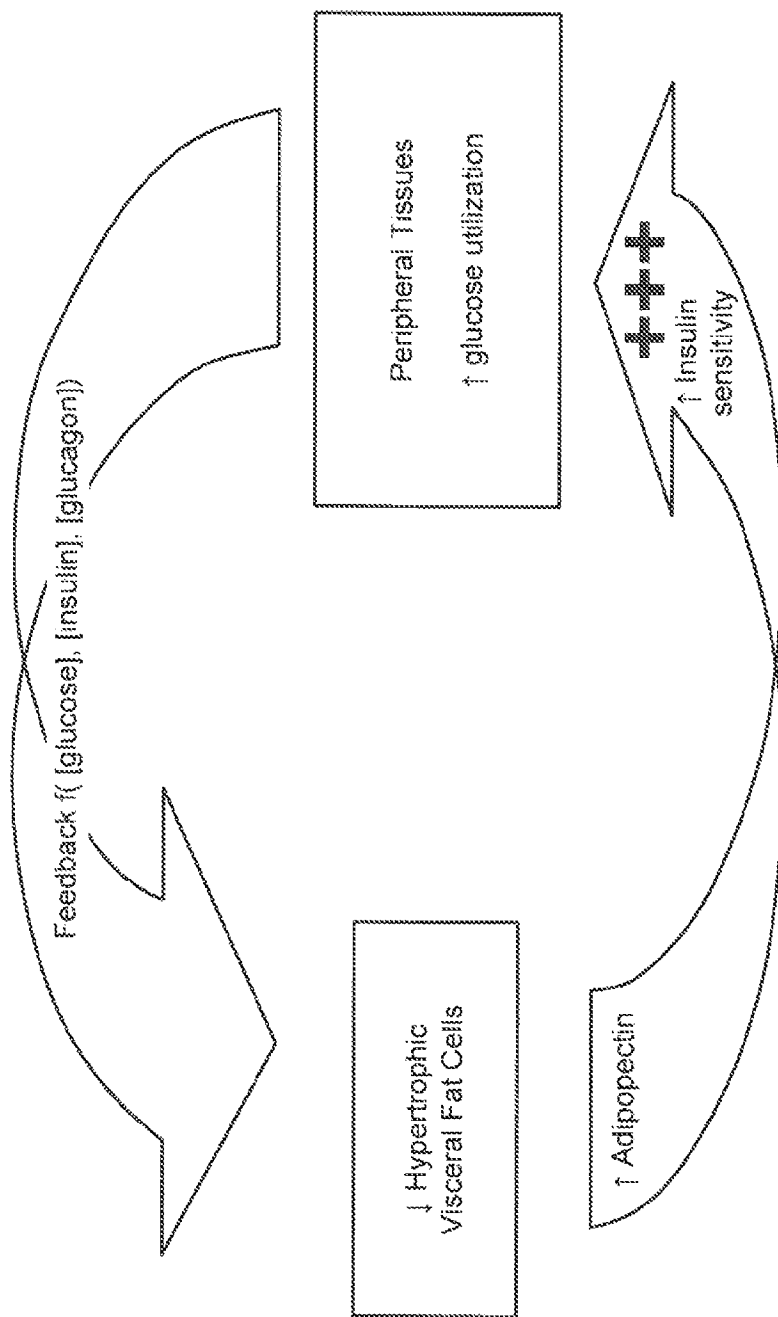 Feedback f( [glucose], [insulin], [glucagon])
↓ Hypertrophic
Visceral Fat Cells
Peripheral Tissues
↑ glucose utilization
↑ Adipopectin
+++
↑ Insulin
sensitivity